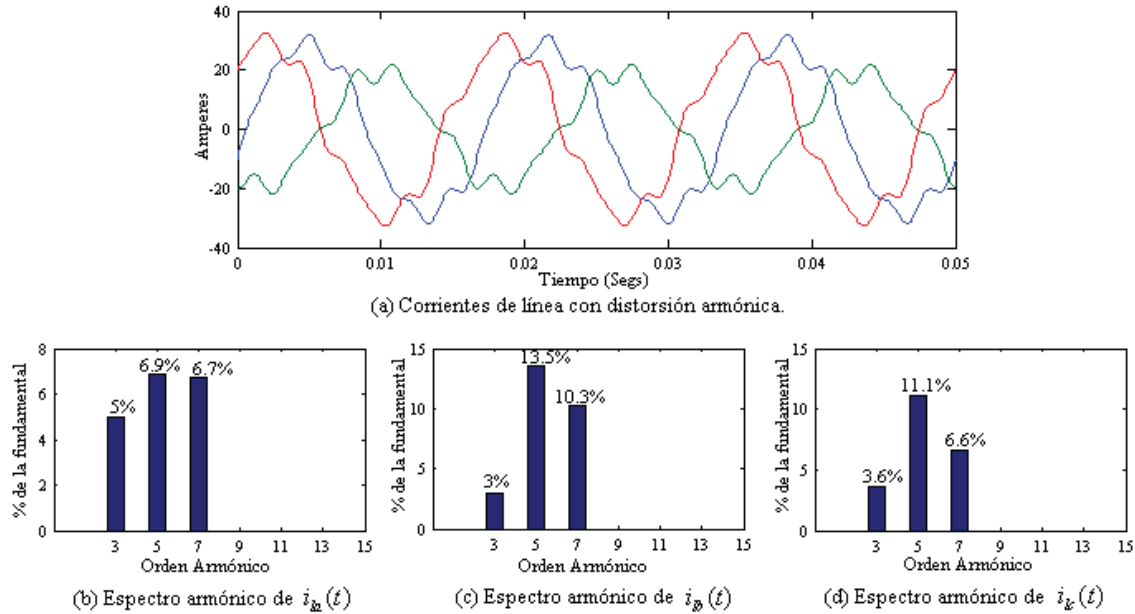 40
20
0
-20
-40
Amperes
0 0.01 0.02 0.03 0.04 0.05
Tiempo (Segs)
(a) Corrientes de línea con distorsión armónica.
8
6
4
2
0
% de la fundamental
5% 6.9% 6.7%
3 5 7 9 11 13 15
Orden Armónico
(b) Espectro armónico de i_la(t)
15
10
5
0
% de la fundamental
3% 13.5% 10.3%
3 5 7 9 11 13 15
Orden Armónico
(c) Espectro armónico de i_lb(t)
15
10
5
0
% de la fundamental
3.6% 11.1% 6.6%
3 5 7 9 11 13 15
Orden Armónico
(d) Espectro armónico de i_lc(t)